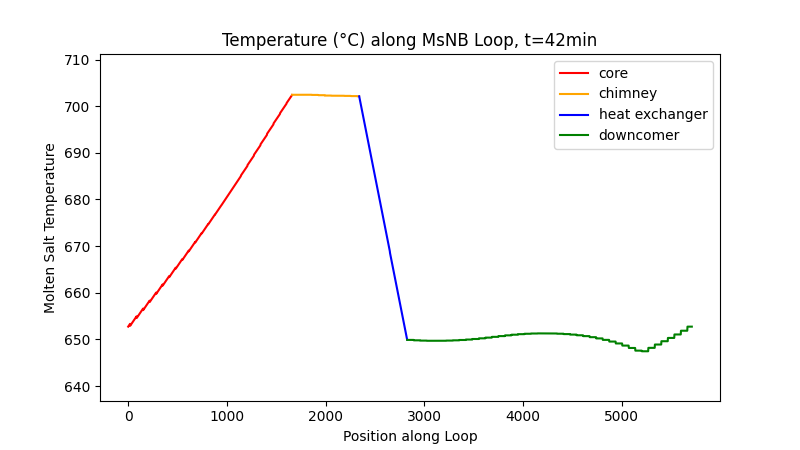 Temperature (°C) along MsNB Loop, t=42min
710
700
690
680
670
660
650
640
Molten Salt Temperature
core
chimney
heat exchanger
downcomer
0 1000 2000 3000 4000 5000
Position along Loop